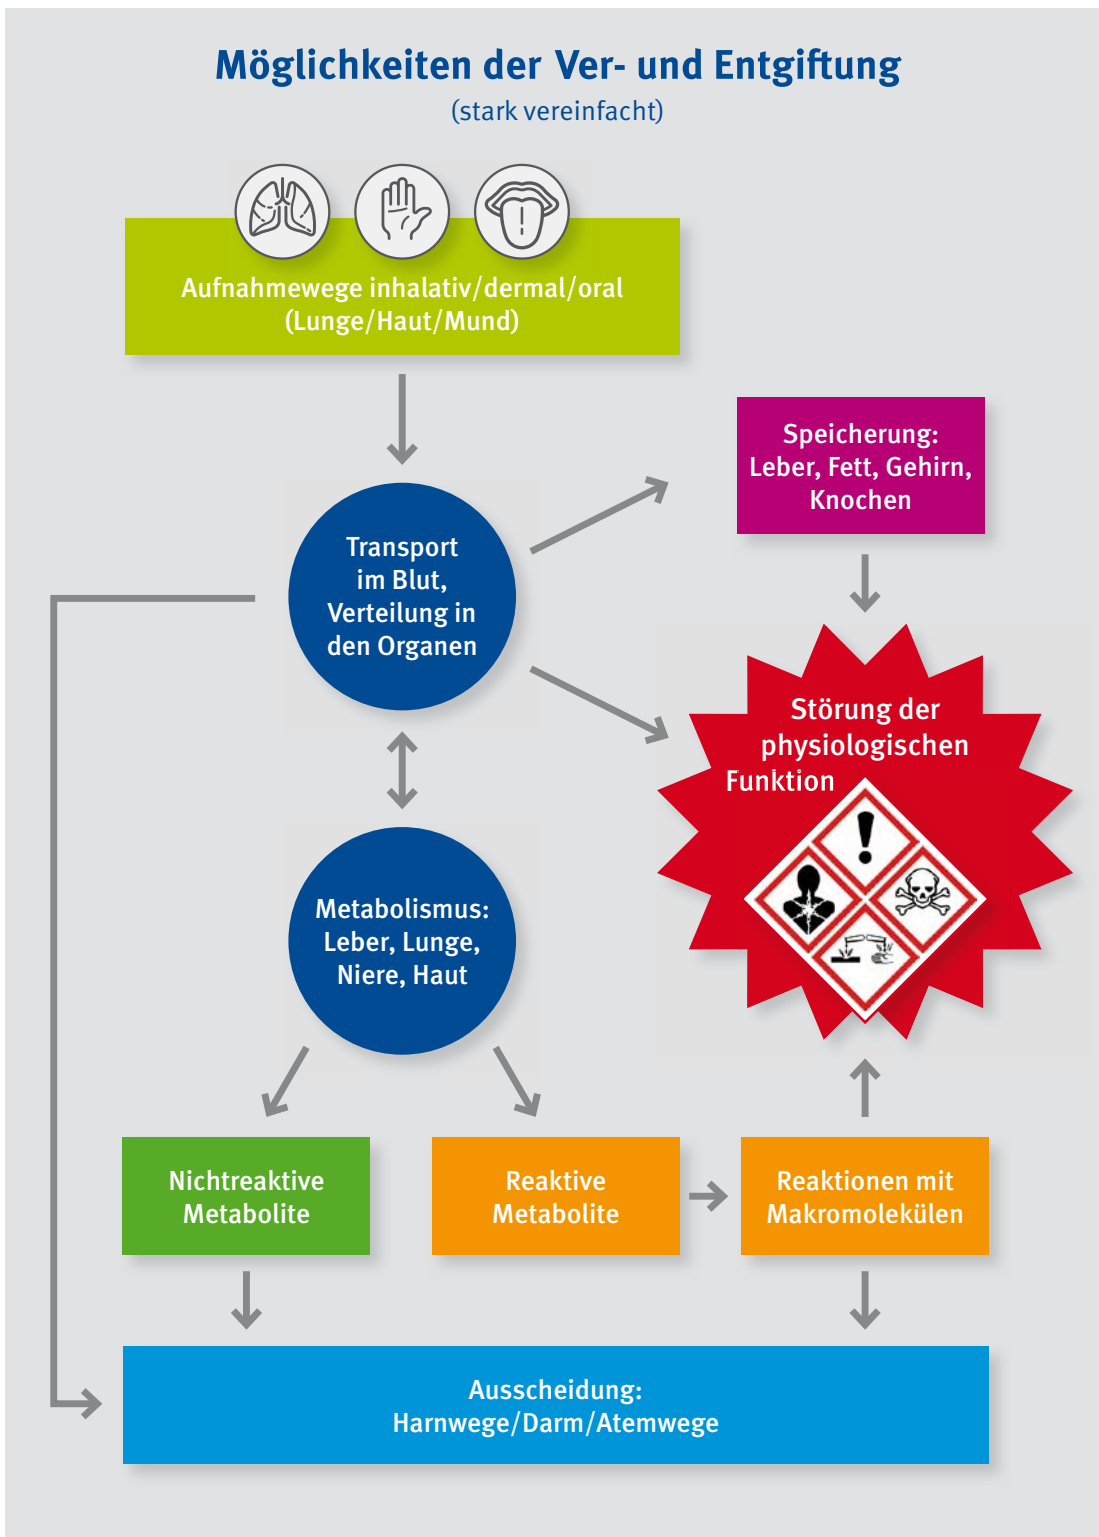 Möglichkeiten der Ver- und Entgiftung
(stark vereinfacht)
Aufnahmewege inhalativ/dermal/oral
(Lunge/Haut/Mund)
Speicherung:
Leber, Fett, Gehirn,
Knochen
Transport
im Blut,
Verteilung in
den Organen
Störung der
physiologischen
Funktion
Metabolismus:
Leber, Lunge,
Niere, Haut
Nichtreaktive
Metabolite
Reaktive
Metabolite
Reaktionen mit
Makromolekülen
Ausscheidung:
Harnwege/Darm/Atemwege